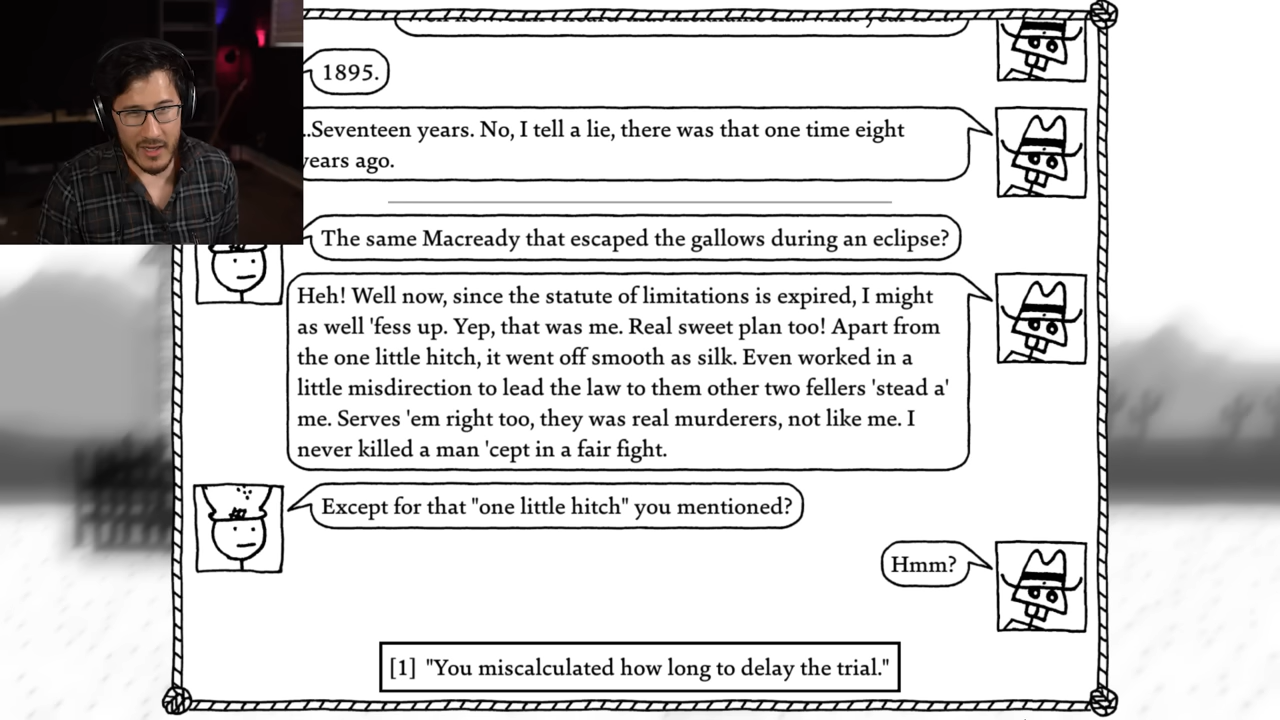 1895.
..Seventeen years. No, I tell a lie, there was that one time eight
years ago.
The same Macready that escaped the gallows during an eclipse?
Heh! Well now, since the statute of limitations is expired, I might
as well 'fess up. Yep, that was me. Real sweet plan too! Apart from
the one little hitch, it went off smooth as silk. Even worked in a
little misdirection to lead the law to them other two fellers 'stead a'
me. Serves 'em right too, they was real murderers, not like me. I
never killed a man 'cept in a fair fight.
Except for that "one little hitch" you mentioned?
Hmm?
[1] "You miscalculated how long to delay the trial."